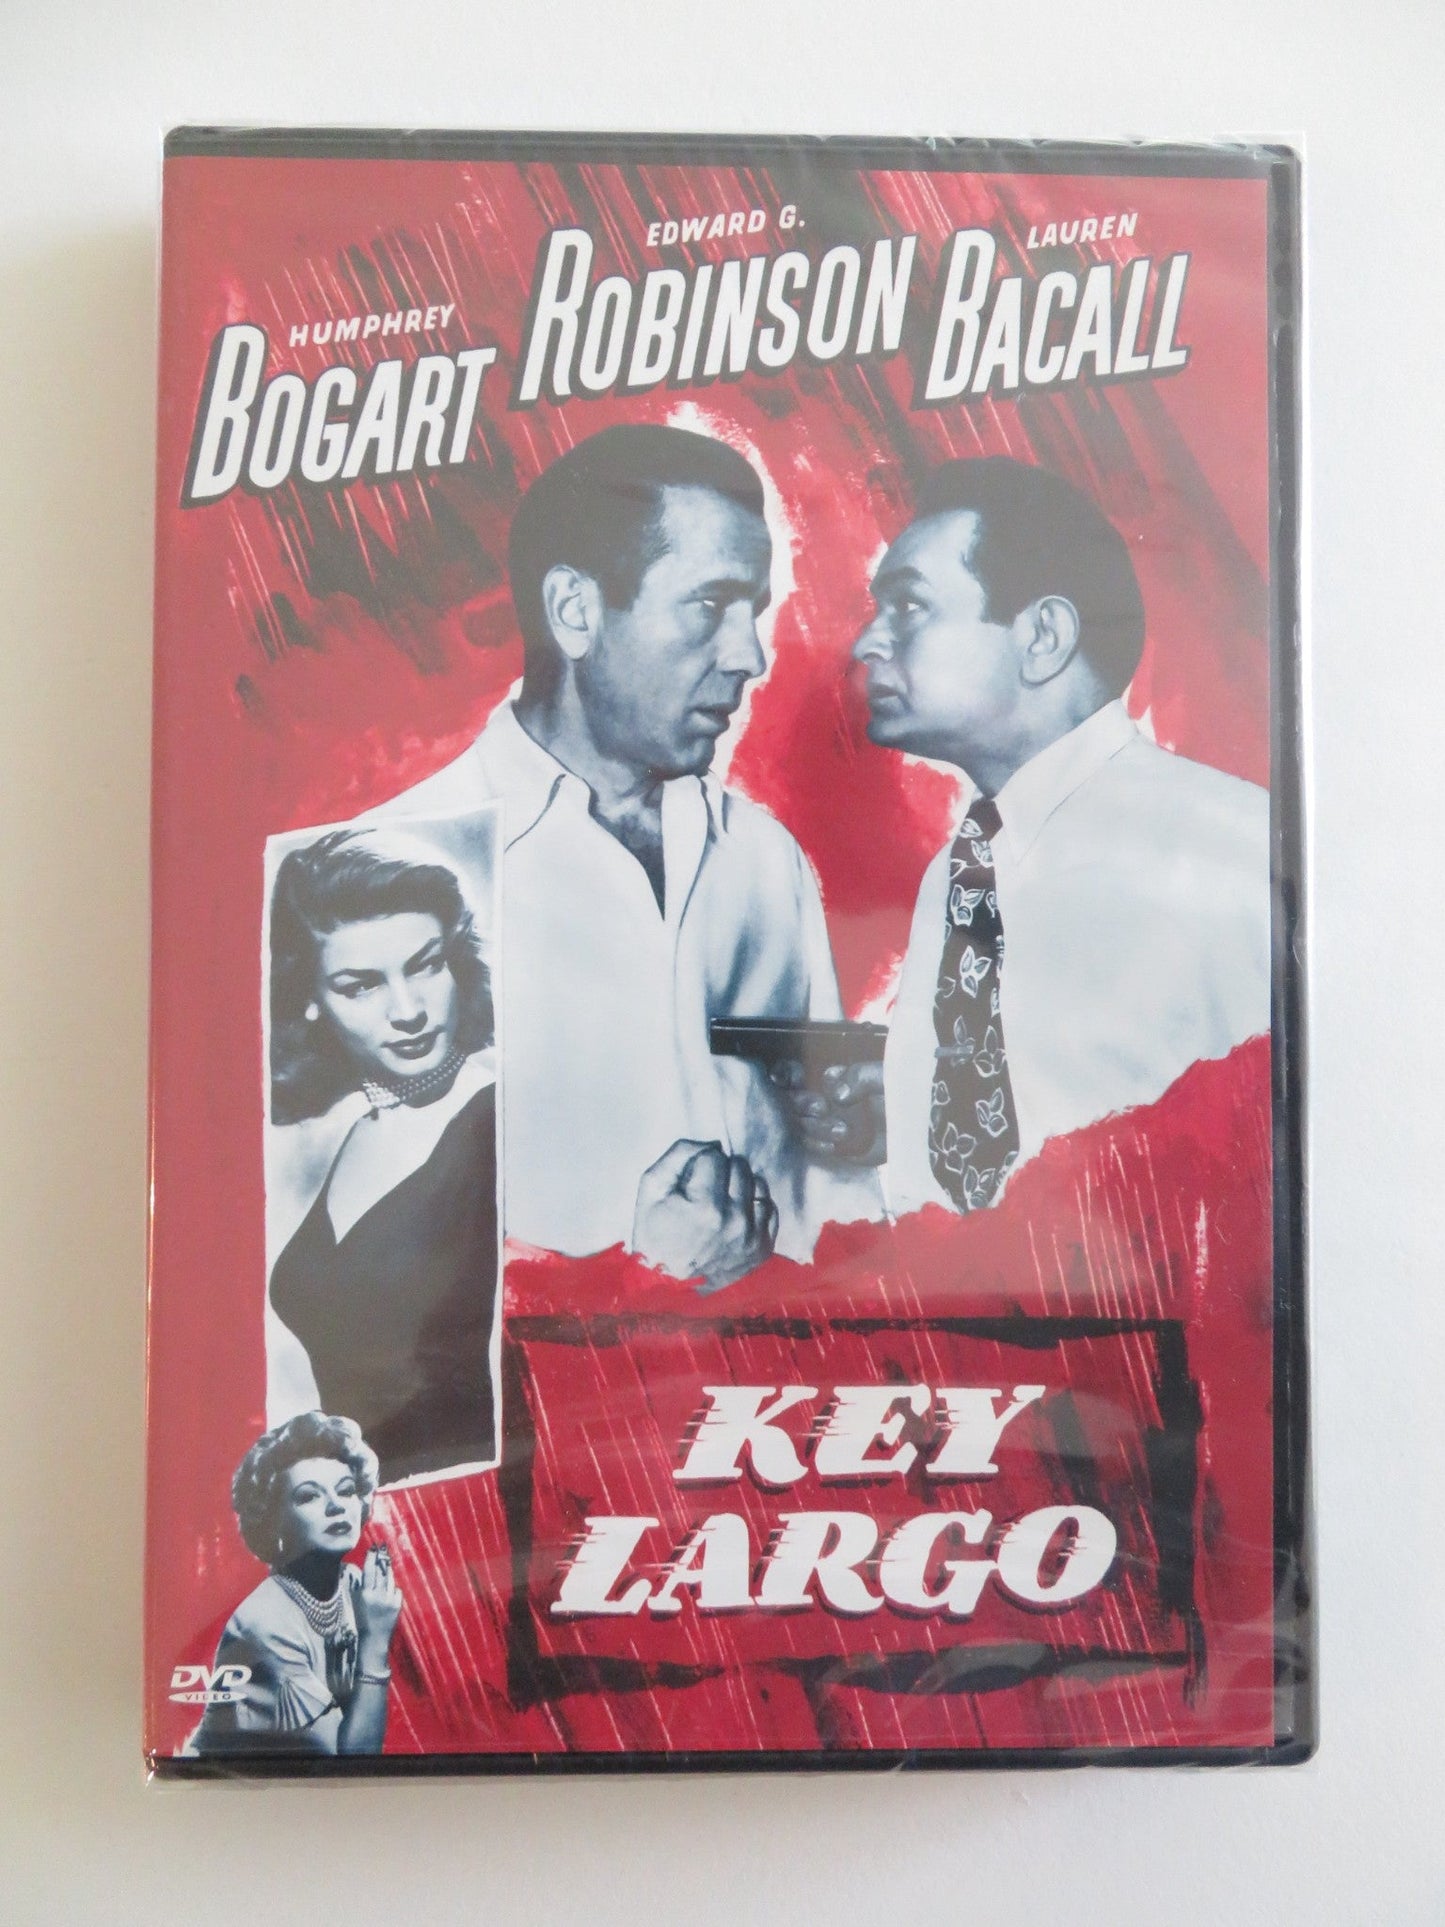 HUMPHREY
BOGART
EDWARD G.
ROBINSON
LAUREN
BACALL
KEY
LARGO
DVD
VIDEO